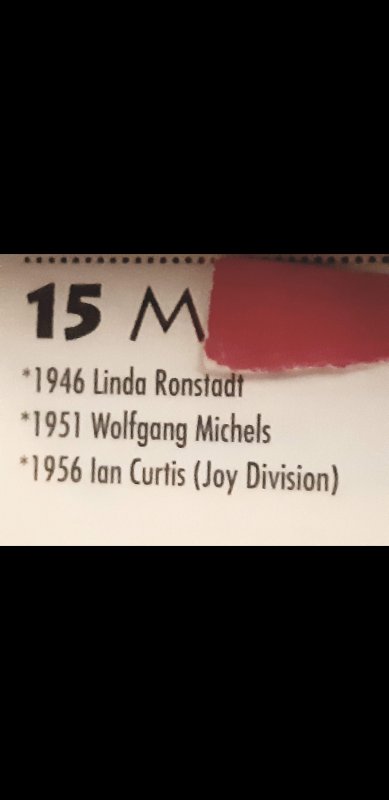 15 M
*1946 Linda Ronstadt
*1951 Wolfgang Michels
*1956 Ian Curtis (Joy Division)